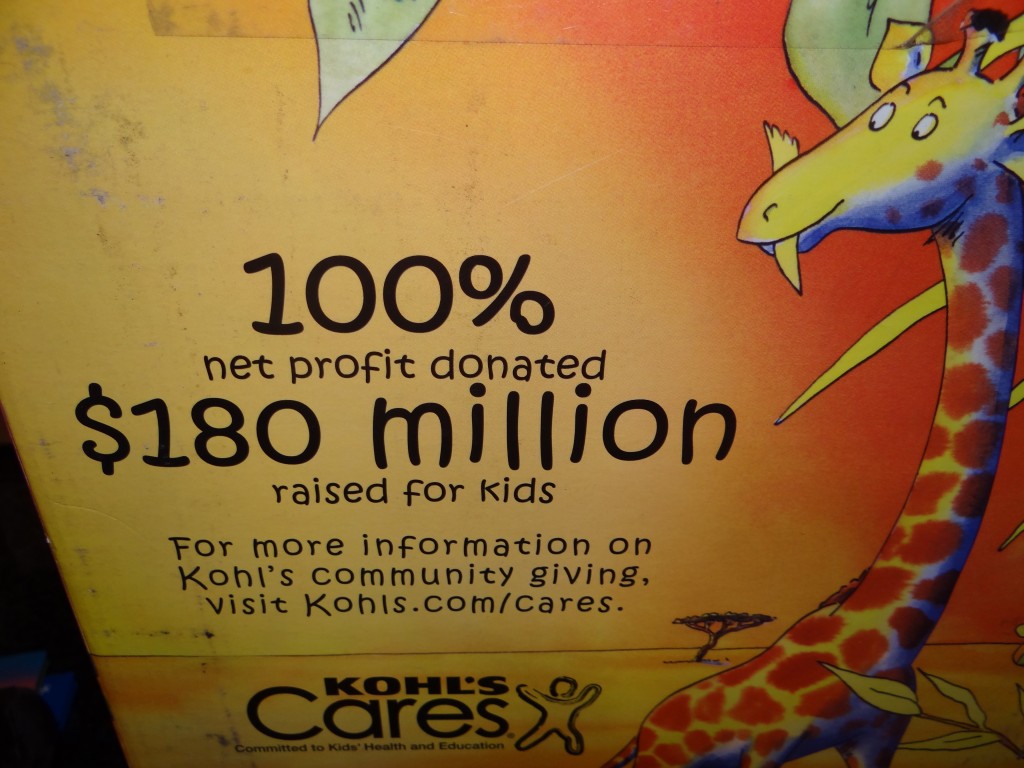 100%
net profit donated
$180 million
raised for kids
For more information on
Kohl's community giving,
visit Kohls.com/cares.
KOHL'S
Cares
Committed to Kids' Health and Education